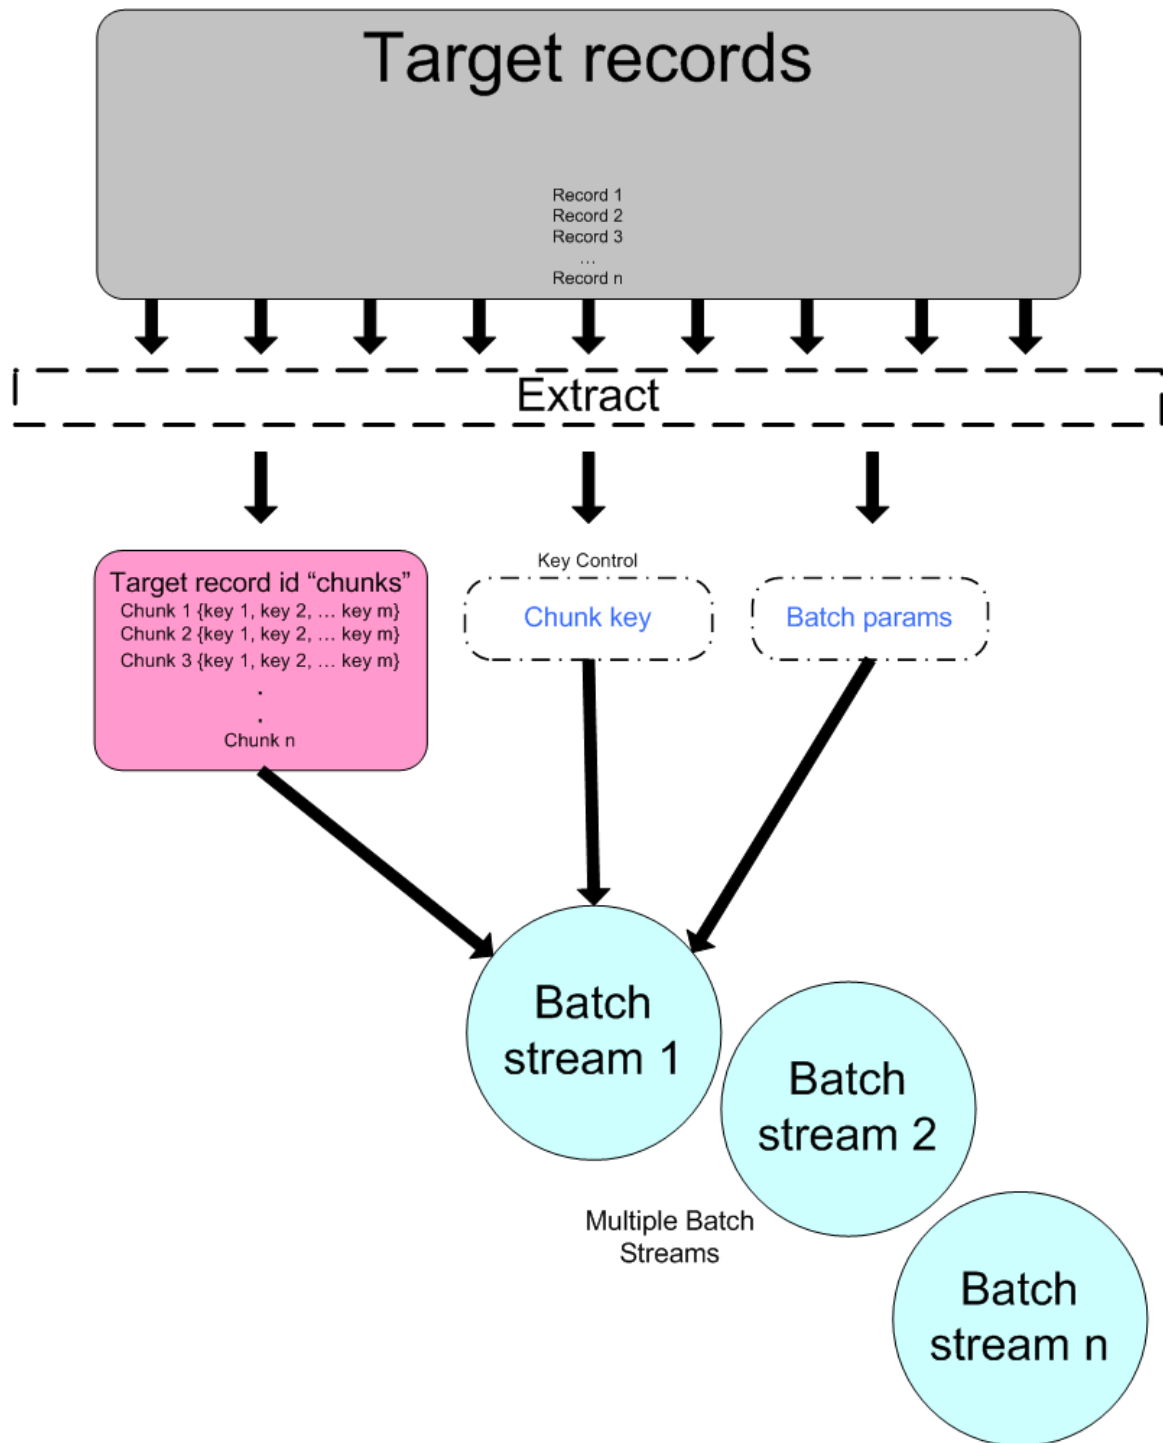 Target records
Record 1
Record 2
Record 3
...
Record n
Extract
Target record id “chunks”
Chunk 1 {key 1, key 2, ... key m}
Chunk 2 {key 1, key 2, ... key m}
Chunk 3 {key 1, key 2, ... key m}
.
.
Chunk n
Key Control
Chunk key
Batch params
Batch
stream 1
Batch
stream 2
Multiple Batch
Streams
Batch
stream n